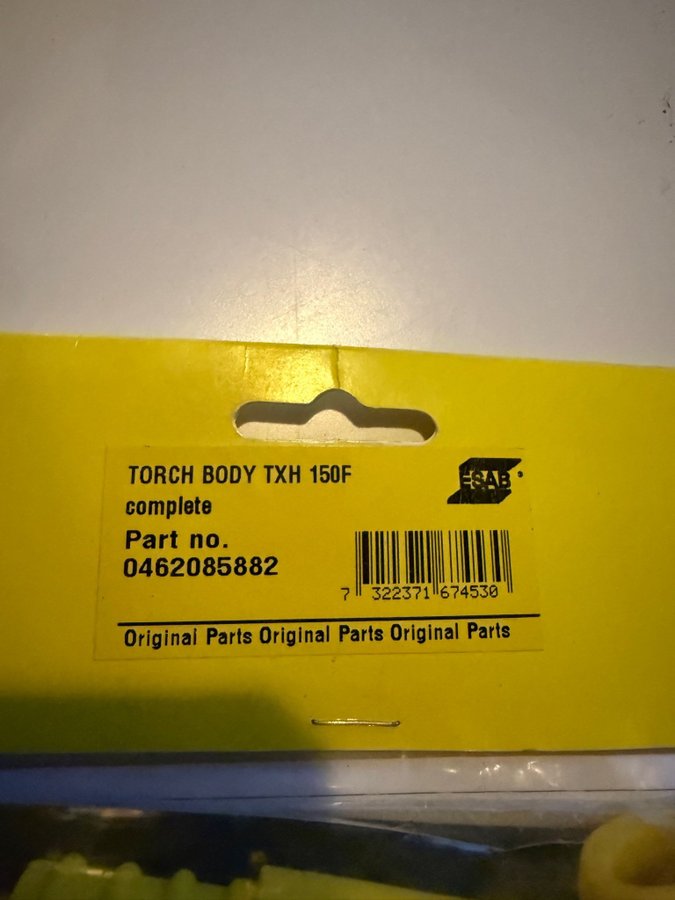 TORCH BODY TXH 150F
complete
Part no.
0462085882
ESAB®
7 322371 674530
Original Parts Original Parts Original Parts